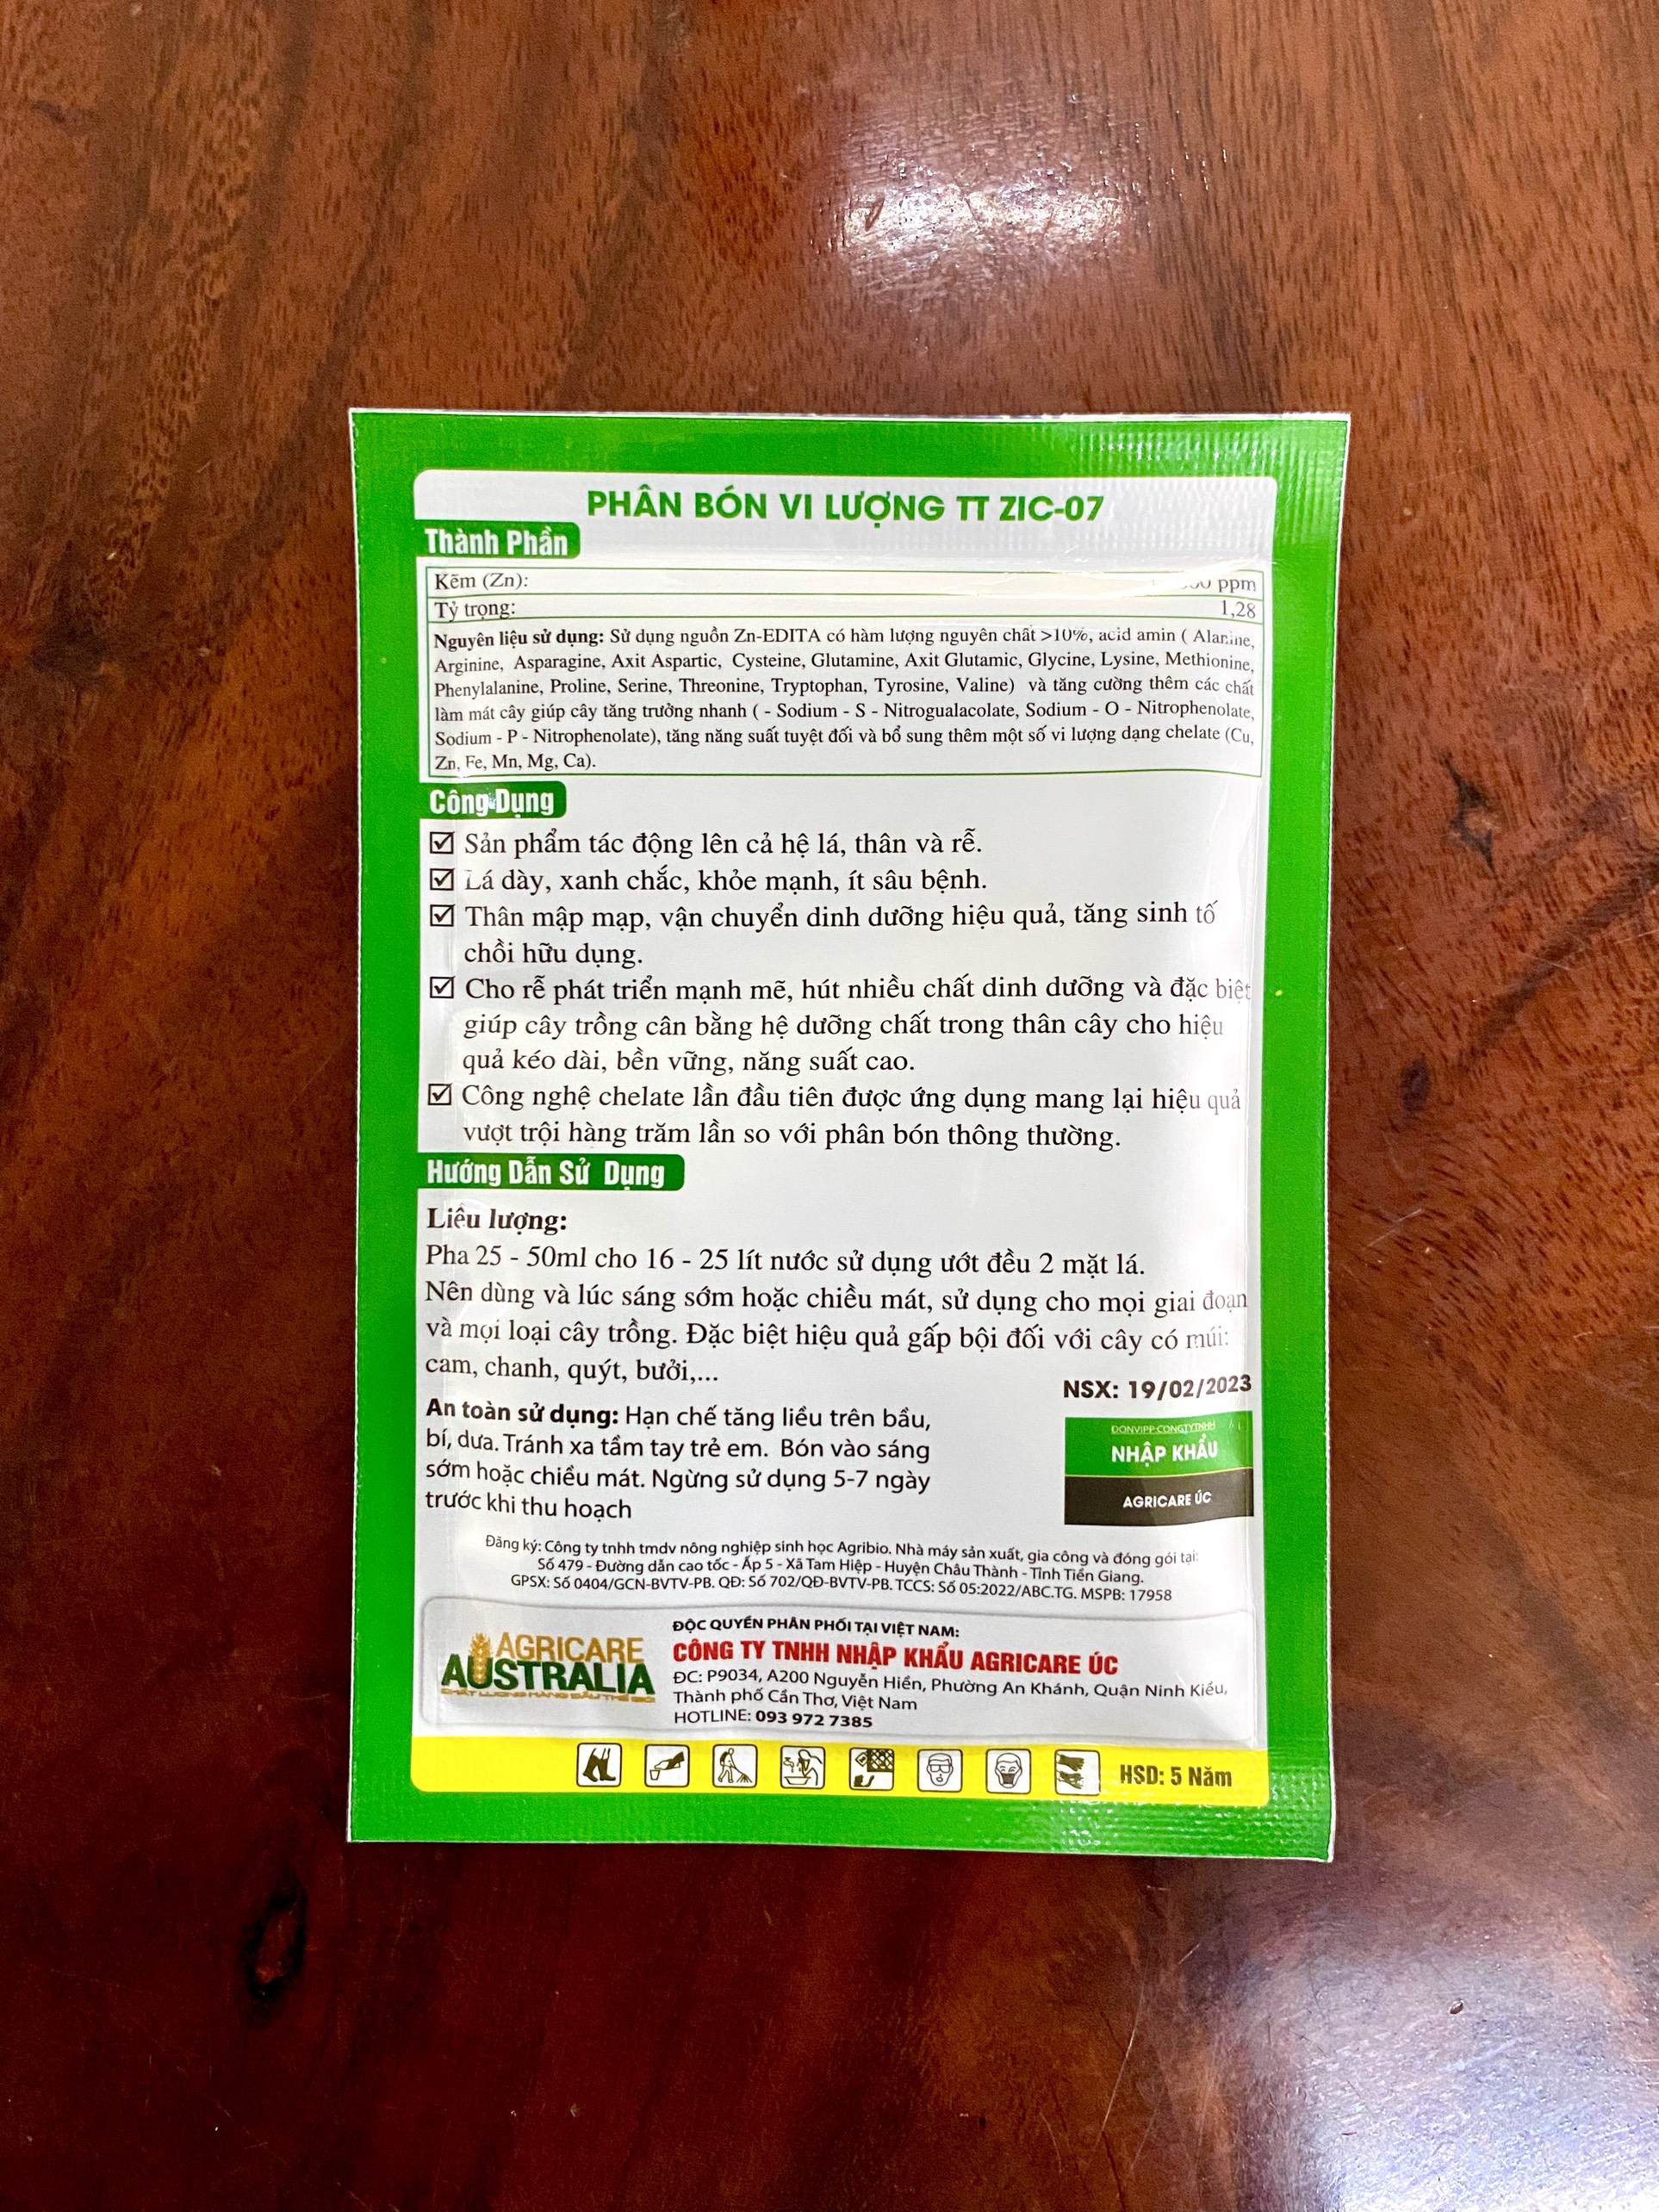 PHÂN BÓN VI LƯỢNG TT ZIC-07
Thành Phần
Kẽm (Zn): ppm
Tỷ trọng: 1,28
Nguyên liệu sử dụng: Sử dụng nguồn Zn-EDITA có hàm lượng nguyên chất >10%, acid amin ( Alanine,
Arginine, Asparagine, Axit Aspartic, Cysteine, Glutamine, Axit Glutamic, Glycine, Lysine, Methionine,
Phenylalanine, Proline, Serine, Threonine, Tryptophan, Tyrosine, Valine) và tăng cường thêm các chất
làm mát cây giúp cây tăng trưởng nhanh ( - Sodium - S - Nitrogualacolate, Sodium - O - Nitrophenolate,
Sodium - P - Nitrophenolate), tăng năng suất tuyệt đối và bổ sung thêm một số vi lượng dạng chelate (Cu,
Zn, Fe, Mn, Mg, Ca).
Công Dụng
Sản phẩm tác động lên cả hệ lá, thân và rễ.
Lá dày, xanh chắc, khỏe mạnh, ít sâu bệnh.
Thân mập mạp, vận chuyển dinh dưỡng hiệu quả, tăng sinh tố
chồi hữu dụng.
Cho rễ phát triển mạnh mẽ, hút nhiều chất dinh dưỡng và đặc biệt
giúp cây trồng cân bằng hệ dưỡng chất trong thân cây cho hiệu
quả kéo dài, bền vững, năng suất cao.
Công nghệ chelate lần đầu tiên được ứng dụng mang lại hiệu quả
vượt trội hàng trăm lần so với phân bón thông thường.
Hướng Dẫn Sử Dụng
Liều lượng:
Pha 25 - 50ml cho 16 - 25 lít nước sử dụng ướt đều 2 mặt lá.
Nên dùng và lúc sáng sớm hoặc chiều mát, sử dụng cho mọi giai đoạn
và mọi loại cây trồng. Đặc biệt hiệu quả gấp bội đối với cây có múi:
cam, chanh, quýt, bưởi,...
NSX: 19/02/2023
An toàn sử dụng: Hạn chế tăng liều trên bầu,
bí, dưa. Tránh xa tầm tay trẻ em. Bón vào sáng
sớm hoặc chiều mát. Ngừng sử dụng 5-7 ngày
trước khi thu hoạch
ĐONVIPP:CONGTYTNHH
NHẬP KHẨU
AGRICARE ÚC
Đăng ký: Công ty tnhh tmdv nông nghiệp sinh học Agribio. Nhà máy sản xuất, gia công và đóng gói tại:
Số 479 - Đường dẫn cao tốc - Ấp 5 - Xã Tam Hiệp - Huyện Châu Thành - Tỉnh Tiền Giang.
GPSX: Số 0404/GCN-BVTV-PB. QĐ: Số 702/QĐ-BVTV-PB. TCCS: Số 05:2022/ABC.TG. MSPB: 17958
AGRICARE
AUSTRALIA
CHẤT LƯỢNG HÀNG ĐẦU THẾ GIỚI
ĐỘC QUYỀN PHÂN PHỐI TẠI VIỆT NAM:
CÔNG TY TNHH NHẬP KHẨU AGRICARE ÚC
ĐC: P9034, A200 Nguyễn Hiền, Phường An Khánh, Quận Ninh Kiều,
Thành phố Cần Thơ, Việt Nam
HOTLINE: 093 972 7385
HSD: 5 Năm